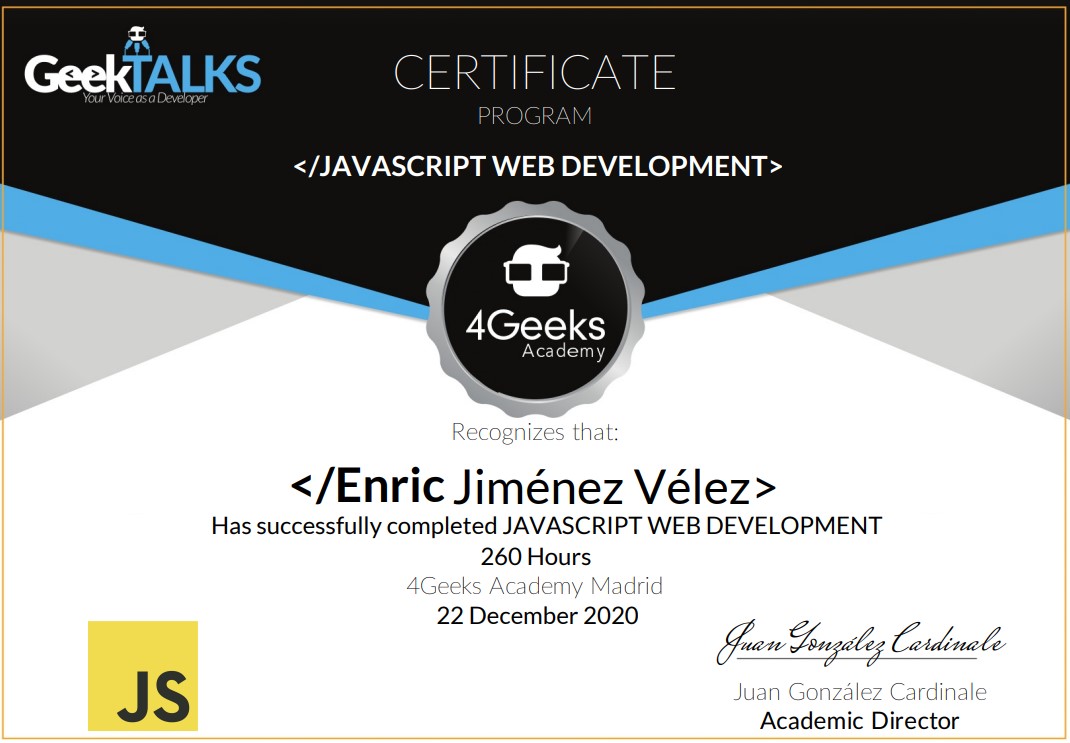 GeekTALKS
Your Voice as a Developer
CERTIFICATE
PROGRAM
</JAVASCRIPT WEB DEVELOPMENT>
4Geeks
Academy
Recognizes that:
</Enric Jiménez Vélez>
Has successfully completed JAVASCRIPT WEB DEVELOPMENT
260 Hours
4Geeks Academy Madrid
22 December 2020
JS
Juan González Cardinale
Juan González Cardinale
Academic Director